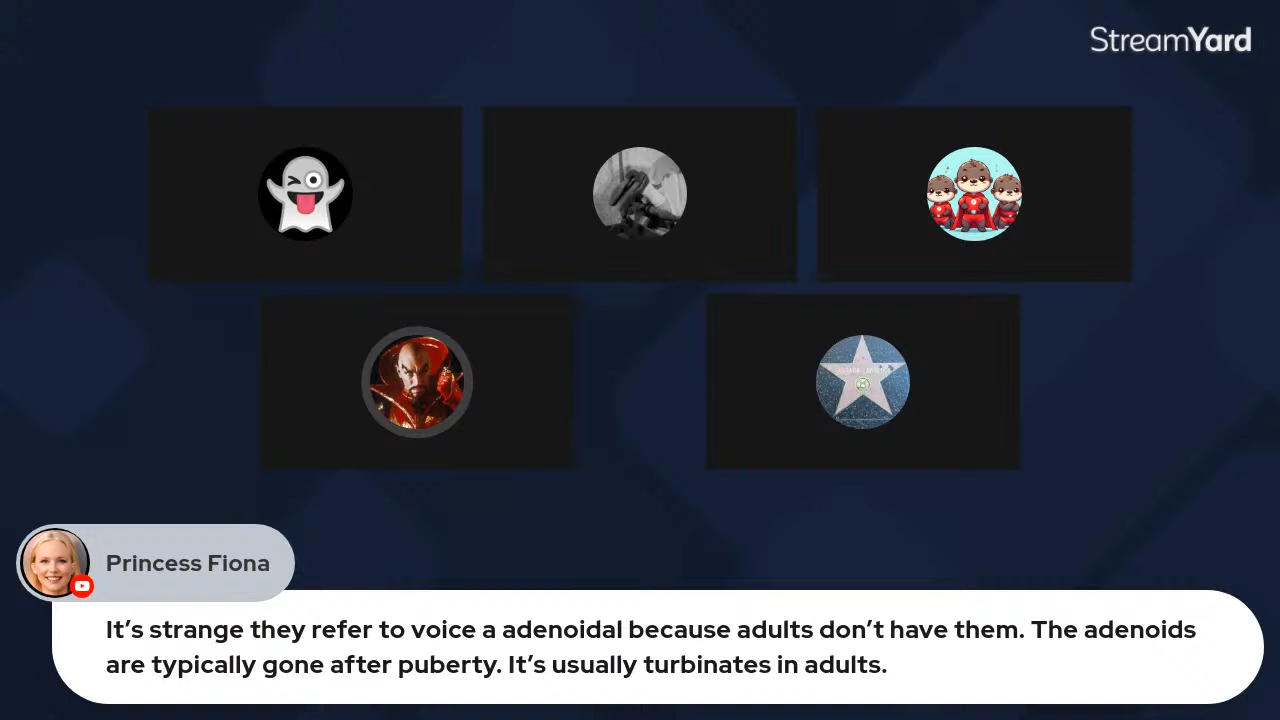 StreamYard
Princess Fiona
It’s strange they refer to voice a adenoidal because adults don’t have them. The adenoids
are typically gone after puberty. It’s usually turbinates in adults.